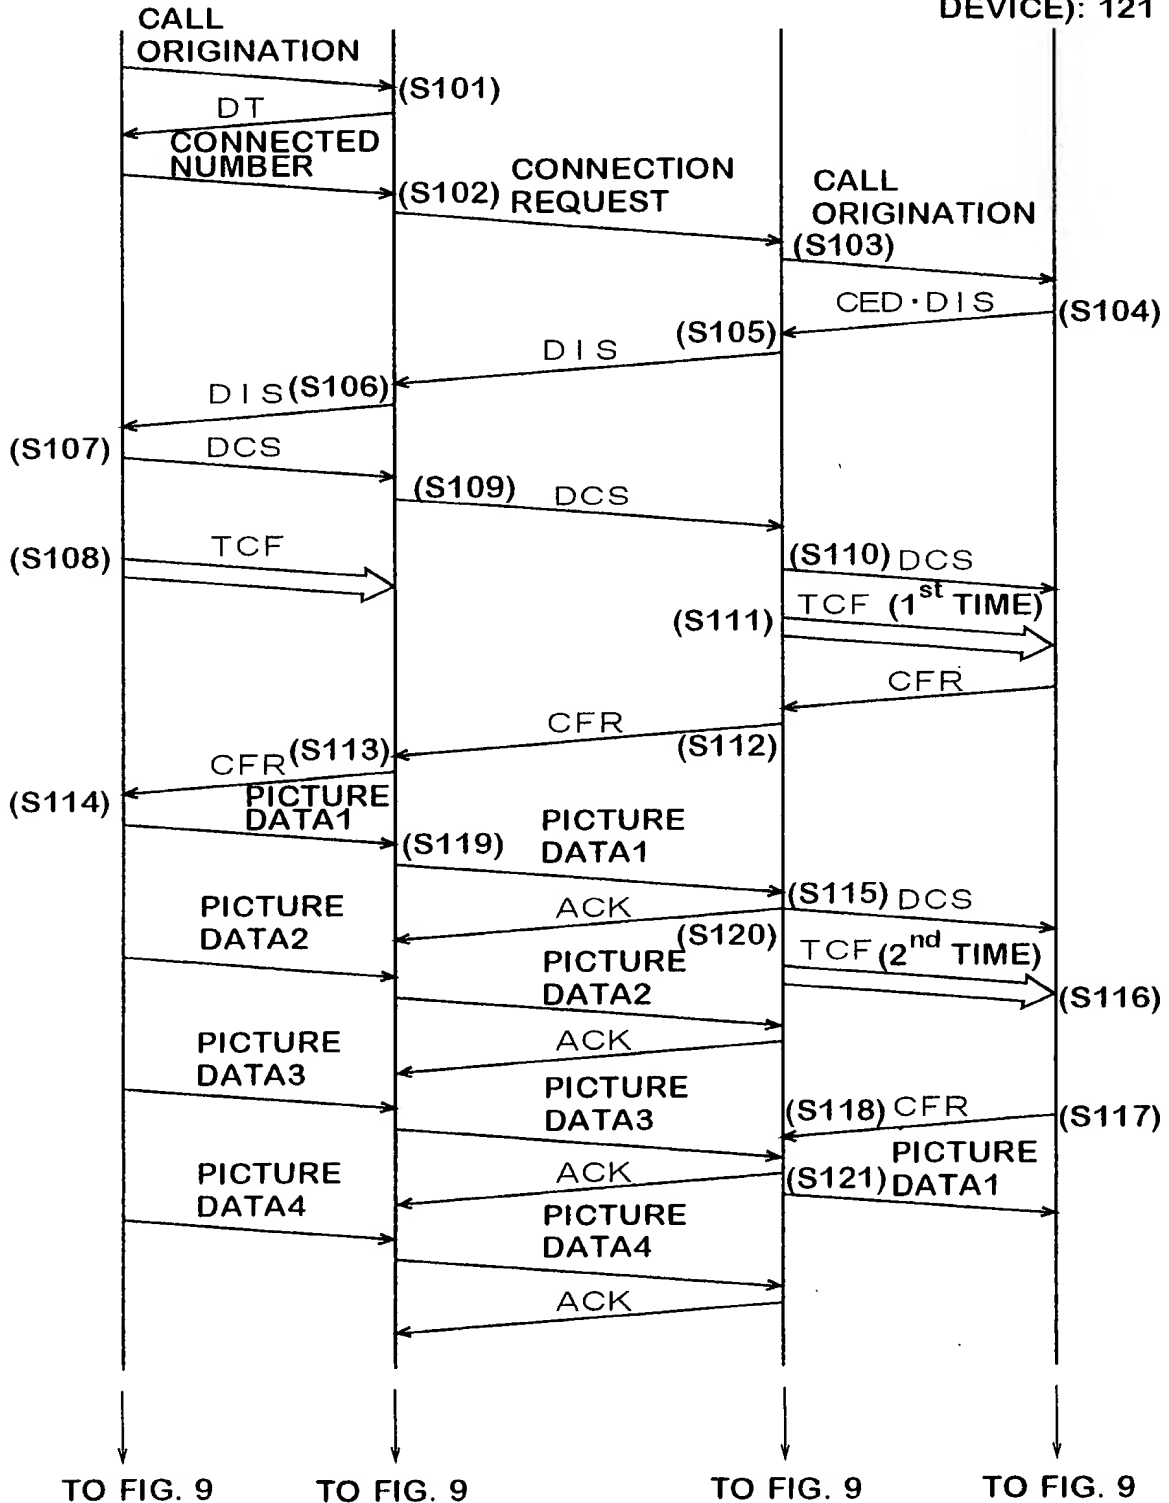 DEVICE): 121
CALL
ORIGINATION
(S101)
DT
CONNECTED
NUMBER
(S102)
CONNECTION
REQUEST
CALL
ORIGINATION
(S103)
CED・DIS
(S104)
(S105)
DIS
DIS (S106)
(S107)
DCS
(S109) DCS
(S108)
TCF
(S110) DCS
(S111)
TCF (1st TIME)
CFR
CFR
(S112)
CFR (S113)
(S114)
PICTURE
DATA1
(S119)
PICTURE
DATA1
(S115) DCS
ACK
(S120)
PICTURE
DATA2
TCF (2nd TIME)
(S116)
PICTURE
DATA2
ACK
PICTURE
DATA3
PICTURE
DATA3
(S118) CFR
(S117)
ACK
(S121)
PICTURE
DATA1
PICTURE
DATA4
PICTURE
DATA4
ACK
TO FIG. 9
TO FIG. 9
TO FIG. 9
TO FIG. 9